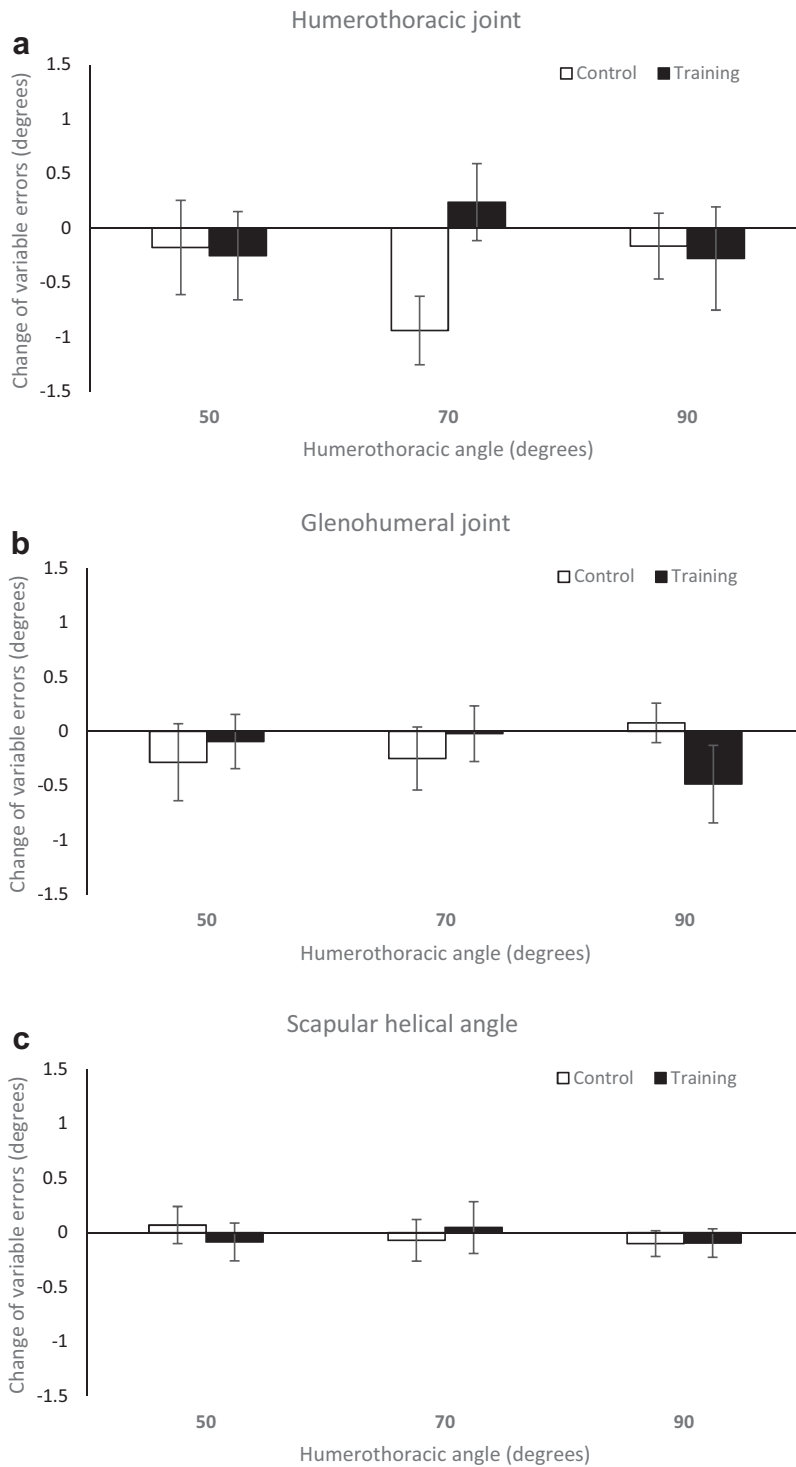 Humerothoracic joint
a
Change of variable errors (degrees)
1.5
1
0.5
0
-0.5
-1
-1.5
Control Training
50 70 90
Humerothoracic angle (degrees)
Glenohumeral joint
b
Change of variable errors (degrees)
1.5
1
0.5
0
-0.5
-1
-1.5
Control Training
50 70 90
Humerothoracic angle (degrees)
Scapular helical angle
c
Change of variable errors (degrees)
1.5
1
0.5
0
-0.5
-1
-1.5
Control Training
50 70 90
Humerothoracic angle (degrees)